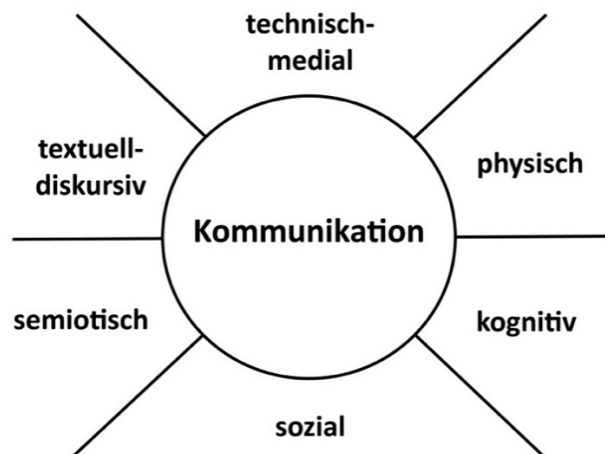 technisch-
medial
textuell-
diskursiv
physisch
Kommunikation
semiotisch
kognitiv
sozial